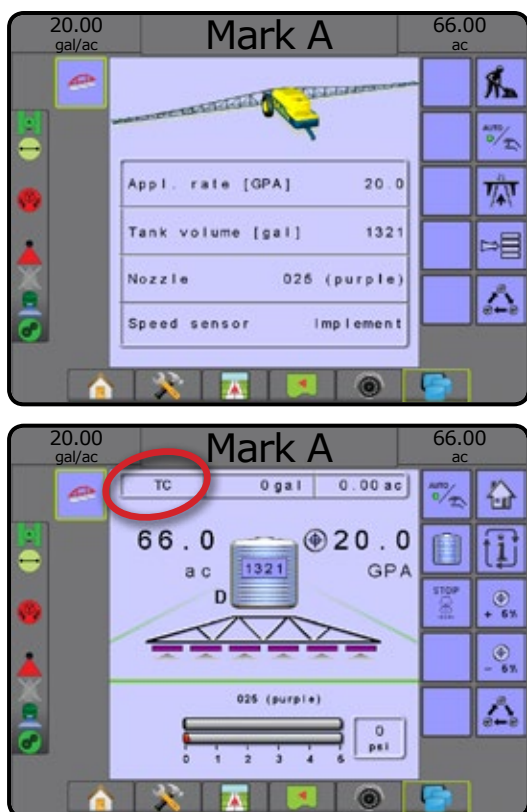 20.00
gal/ac
Mark A
66.00
ac
AUTO
Appl. rate [GPA] 20.0
Tank volume [gal] 1321
Nozzle 025 (purple)
Speed sensor Implement
20.00
gal/ac
Mark A
66.00
ac
TC 0 gal 0.00 ac
AUTO
66.0
ac
1321
20.0
GPA
D
STOP
+ 5%
- 5%
025 (purple)
0 1 2 3 4 5
0
psi